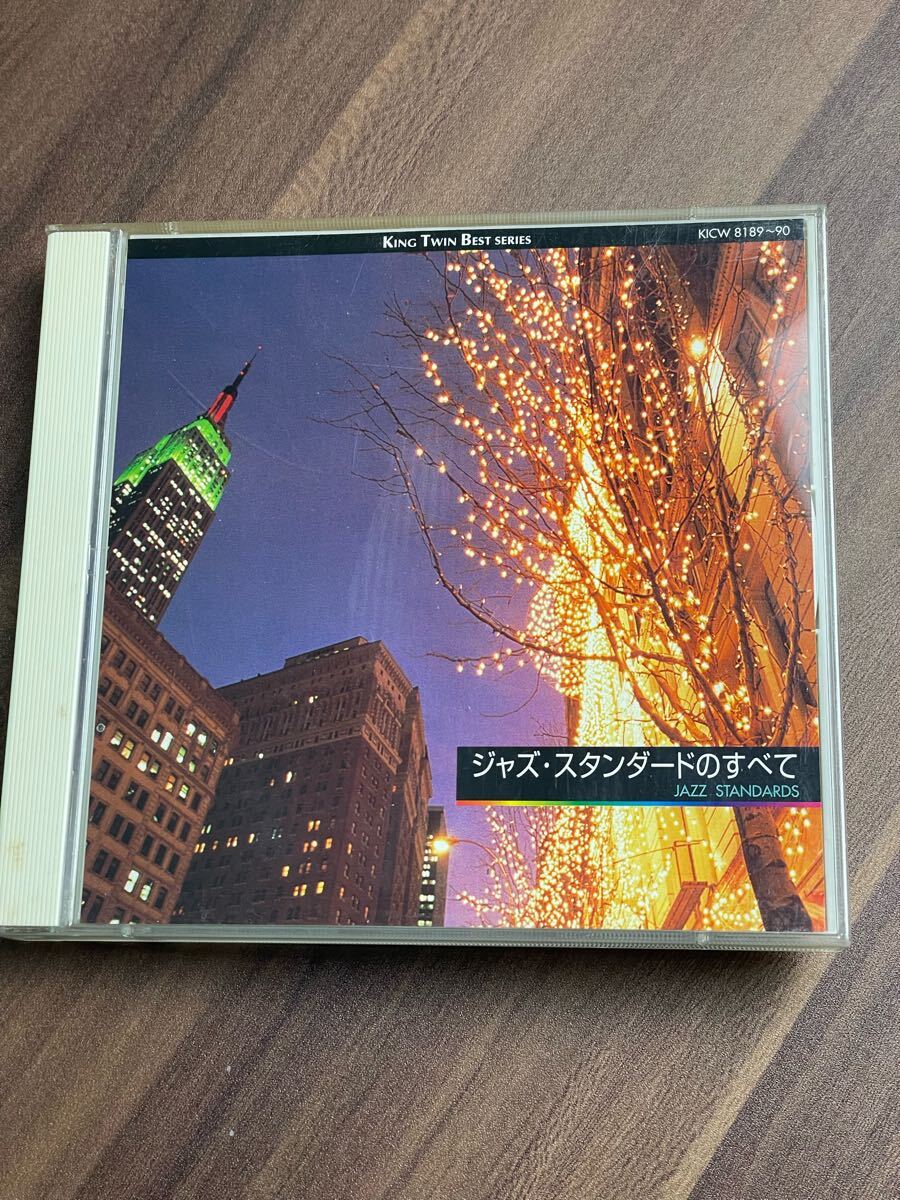 KING TWIN BEST SERIES
KICW 8189~90
ジャズ・スタンダードのすべて
JAZZ STANDARDS